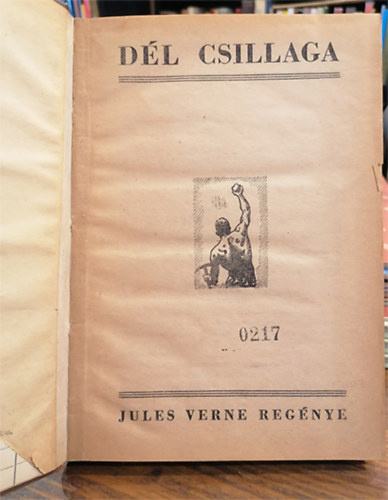 DÉL CSILLAGA
0217
JULES VERNE REGÉNYE